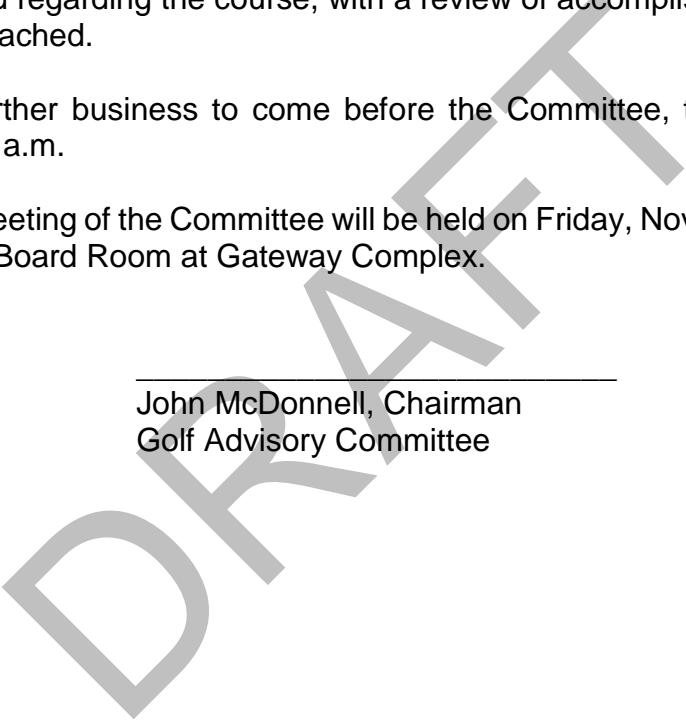 regarding the course, with a review of
ached.
rther business to come before the Committee,
a.m.
eeting of the Committee will be held on Friday, Nov
Board Room at Gateway Complex.
John McDonnell, Chairman
Golf Advisory Committee
DRAFT